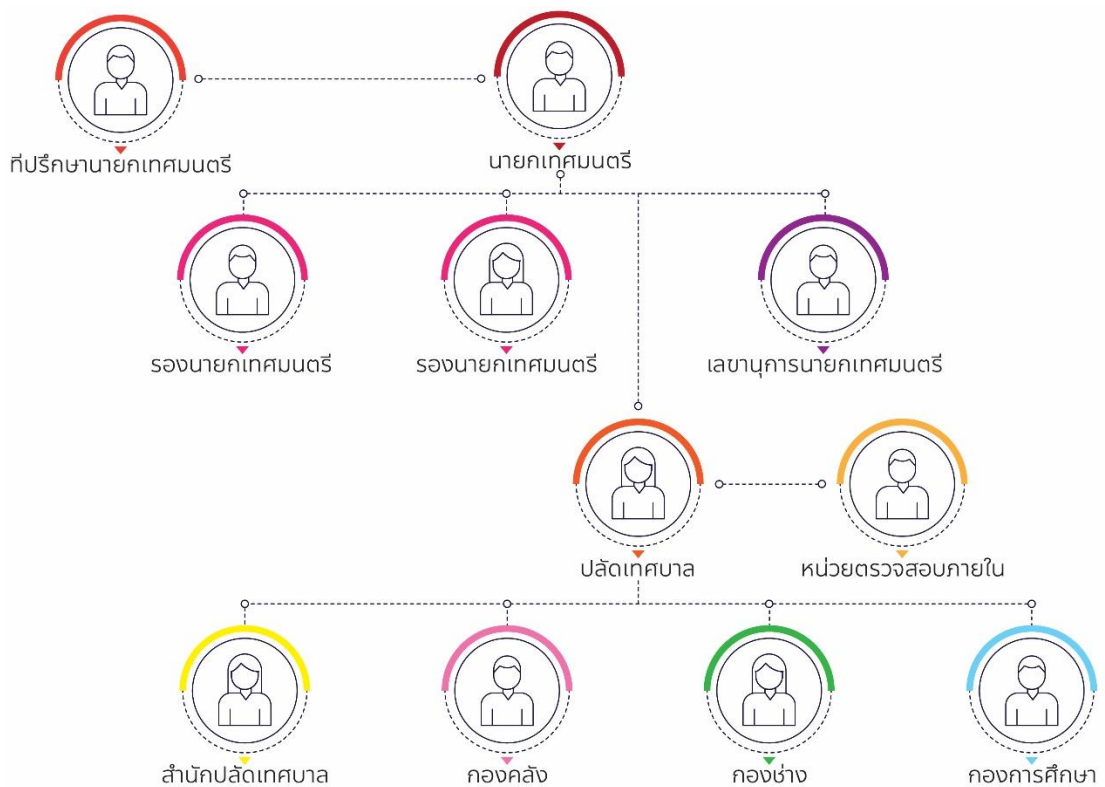 ที่ปรึกษานายกเทศมนตรี
นายกเทศมนตรี
รองนายกเทศมนตรี
รองนายกเทศมนตรี
เลขานุการนายกเทศมนตรี
ปลัดเทศบาล
หน่วยตรวจสอบภายใน
สำนักปลัดเทศบาล
กองคลัง
กองช่าง
กองการศึกษา